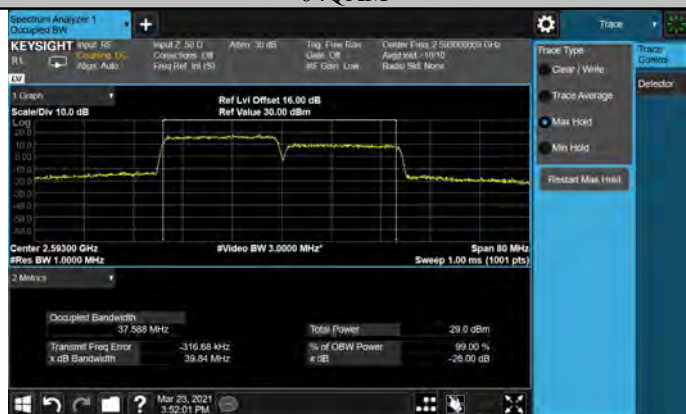 64QAM
Spectrum Analyzer 1
Occupied BW
+
Trace
KEYSIGHT
Input: RF
Coupling: DC
Align: Auto
Input Z: 50 Ω
Corrections: Off
Freq Ref: Int (S)
Atten: 30 dB
Trig: Free Run
Gate: Off
#IF Gain: Low
Center Freq: 2.593000000 GHz
Avg|Hold: >10/10
Radio Std: None
1 Graph
Scale/Div 10.0 dB
Ref Lvl Offset 16.00 dB
Ref Value 30.00 dBm
Log
20.0
10.0
0.00
Center 2.59300 GHz
#Res BW 1.0000 MHz
#Video BW 3.0000 MHz*
Span 80 MHz
Sweep 1.00 ms (1001 pts)
2 Metrics
Occupied Bandwidth
37.588 MHz
Total Power
29.0 dBm
Transmit Freq Error
-316.68 kHz
% of OBW Power
99.00 %
x dB Bandwidth
39.84 MHz
x dB
-26.00 dB
Trace Type
Clear / Write
Trace Average
Max Hold
Min Hold
Restart Max Hold
Trace
Control
Detector
?
Mar 23, 2021
3:52:01 PM